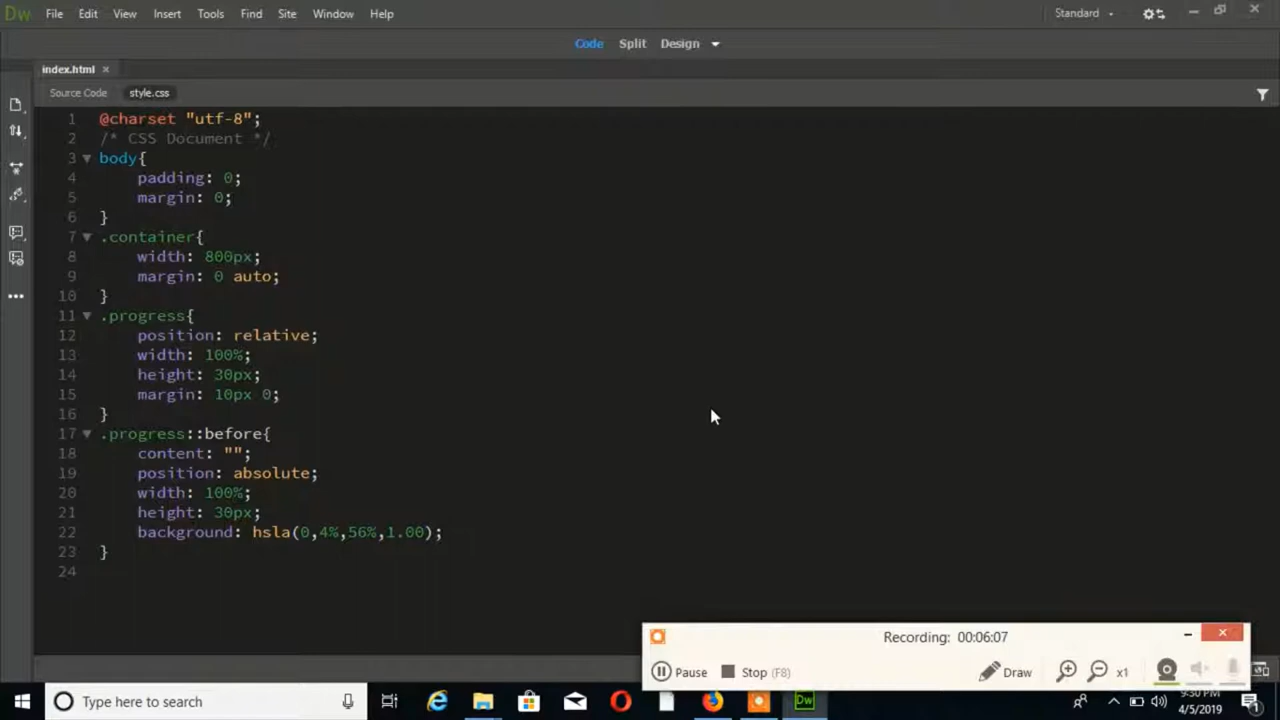 Dw File Edit View Insert Tools Find Site Window Help Standard
Code Split Design
index.html ×
Source Code style.css
1 @charset "utf-8";
2 /* CSS Document */
3 body{
4 padding: 0;
5 margin: 0;
6 }
7 .container{
8 width: 800px;
9 margin: 0 auto;
10 }
11 .progress{
12 position: relative;
13 width: 100%;
14 height: 30px;
15 margin: 10px 0;
16 }
17 .progress::before{
18 content: "";
19 position: absolute;
20 width: 100%;
21 height: 30px;
22 background: hsla(0,4%,56%,1.00);
23 }
24
Recording: 00:06:07
Pause Stop (F8) Draw x1
Type here to search Dw 9:30 PM
4/5/2019 1